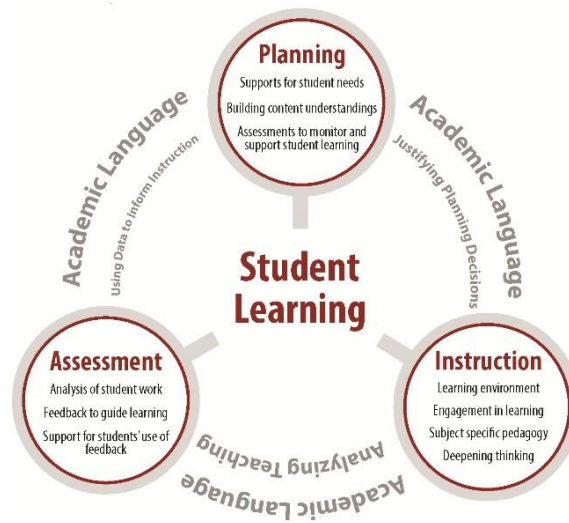 Planning
Supports for student needs
Building content understandings
Assessments to monitor and
support student learning
Academic Language
Using Data to Inform Instruction
Academic Language
Justifying Planning Decisions
Student
Learning
Assessment
Analysis of student work
Feedback to guide learning
Support for students' use of
feedback
Instruction
Learning environment
Engagement in learning
Subject specific pedagogy
Deepening thinking
Analyzing Teaching
Academic Language